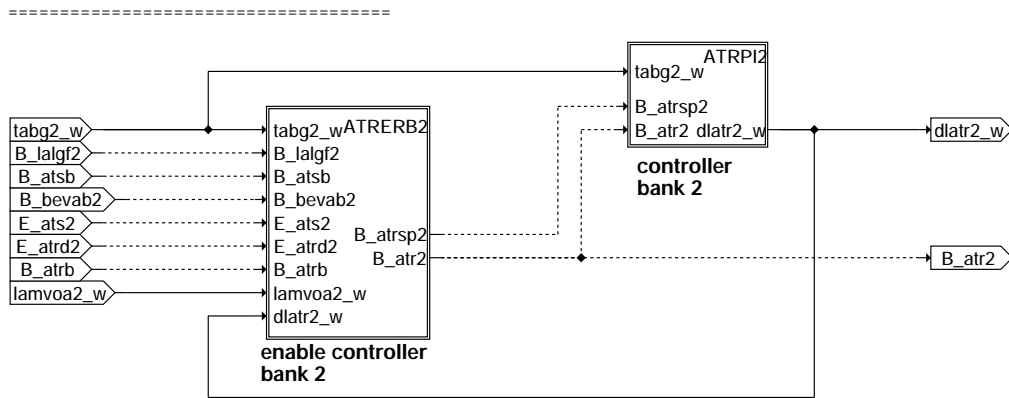 =====================================
ATRPI2
tabg2_w
B_atrsp2
B_atr2 dlatr2_w
controller
bank 2
tabg2_w
B_lalgf2
B_atsb
B_bevab2
E_ats2
E_atrd2
B_atrb
lamvoa2_w
tabg2_w ATRERB2
B_lalgf2
B_atsb
B_bevab2
E_ats2
B_atrsp2
E_atrd2
B_atr2
B_atrb
lamvoa2_w
dlatr2_w
enable controller
bank 2
dlatr2_w
B_atr2